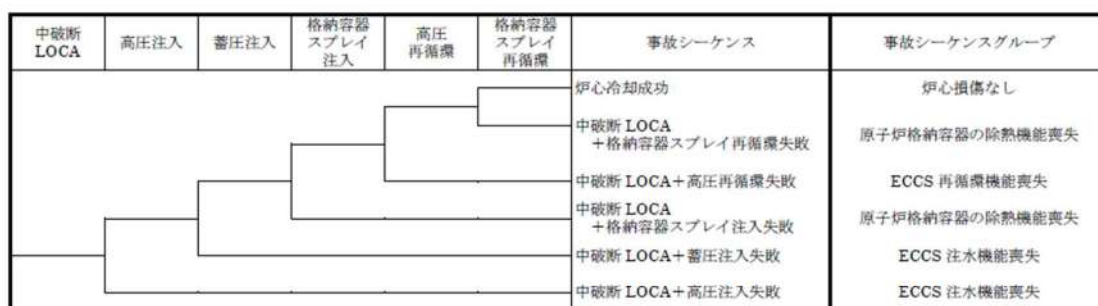 中破断
LOCA
高圧注入
蓄圧注入
格納容器
スプレイ
注入
高圧
再循環
格納容器
スプレイ
再循環
事故シーケンス
事故シーケンスグループ
炉心冷却成功
炉心損傷なし
中破断 LOCA
+格納容器スプレイ再循環失敗
原子炉格納容器の除熱機能喪失
中破断 LOCA+高圧再循環失敗
ECCS 再循環機能喪失
中破断 LOCA
+格納容器スプレイ注入失敗
原子炉格納容器の除熱機能喪失
中破断 LOCA+蓄圧注入失敗
ECCS 注水機能喪失
中破断 LOCA+高圧注入失敗
ECCS 注水機能喪失